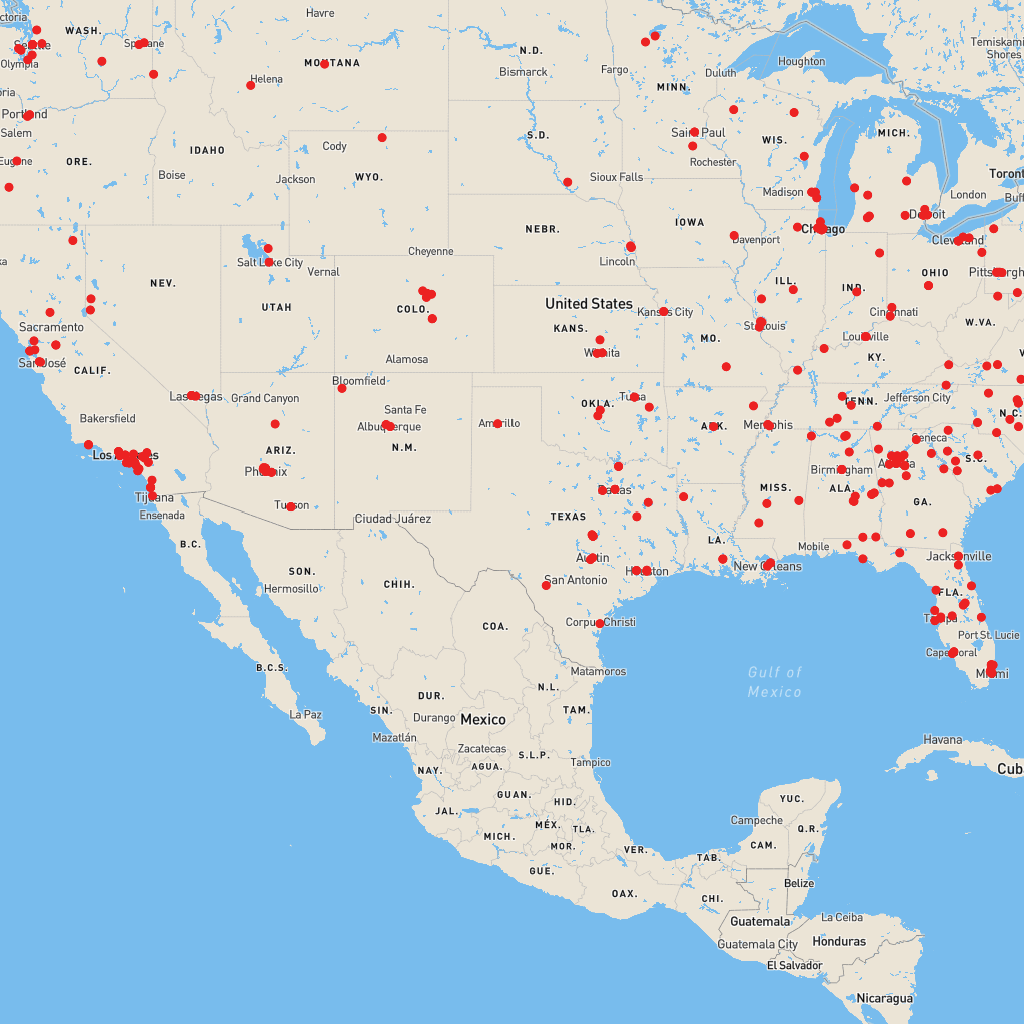 Havre
ctoria
WASH.
Seattle
Spokane
N.D.
Temiskami
Shores
Olympia
MONTANA
Bismarck
Fargo
Duluth
Houghton
Helena
MINN.
ria
Portland
Salem
S.D.
Saint Paul
WIS.
MICH.
IDAHO
Cody
Eugene
ORE.
Rochester
Boise
Jackson
WYO.
Sioux Falls
Toront
Madison
London
Buff
IOWA
Detroit
NEBR.
Chicago
Davenport
Cleveland
ka
Cheyenne
Salt Lake City
Vernal
Lincoln
Pittsburgh
OHIO
NEV.
ILL.
IND.
UTAH
COLO.
United States
Kansas City
Cincinnati
Sacramento
KANS.
St. Louis
W.VA.
MO.
Louisville
San José
Wichita
KY.
V
CALIF.
Alamosa
Bloomfield
Las Vegas
Grand Canyon
Tulsa
Jefferson City
OKLA.
TENN.
Santa Fe
Bakersfield
Albuquerque
Amarillo
ARK.
Memphis
N.C.
Seneca
N.M.
ARIZ.
Los Angeles
Atlanta
S.C.
Phoenix
Birmingham
MISS.
ALA.
Dallas
Tijuana
Tucson
GA.
Ensenada
Ciudad Juárez
TEXAS
B.C.
LA.
Mobile
Austin
Jacksonville
SON.
Houston
New Orleans
San Antonio
CHIH.
Hermosillo
FLA.
Corpus Christi
Tampa
COA.
Port St. Lucie
Cape Coral
B.C.S.
Matamoros
Gulf of
Mexico
Miami
N.L.
DUR.
SIN.
TAM.
La Paz
Durango
Mexico
Mazatlán
Havana
Zacatecas
S.L.P.
Tampico
NAY.
AGUA.
Cuba
GUAN.
HID.
YUC.
JAL.
Campeche
MÉX.
TLA.
Q.R.
MICH.
MOR.
CAM.
VER.
TAB.
GUE.
Belize
OAX.
CHI.
Guatemala
La Ceiba
Guatemala City
Honduras
El Salvador
Nicaragua